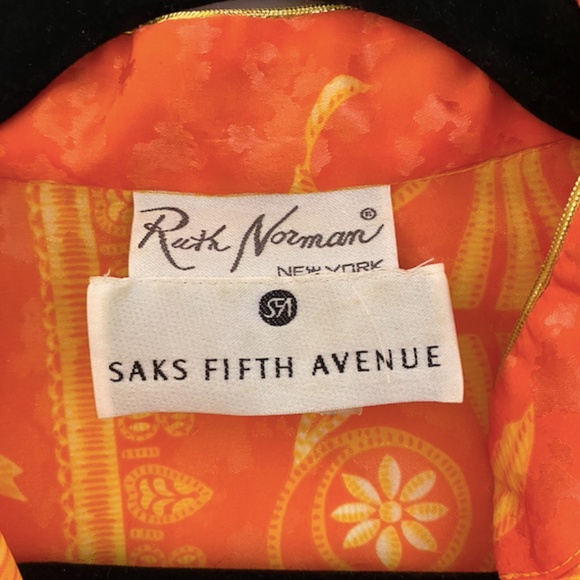 Ruth Norman®
NEW YORK
SFA
SAKS FIFTH AVENUE